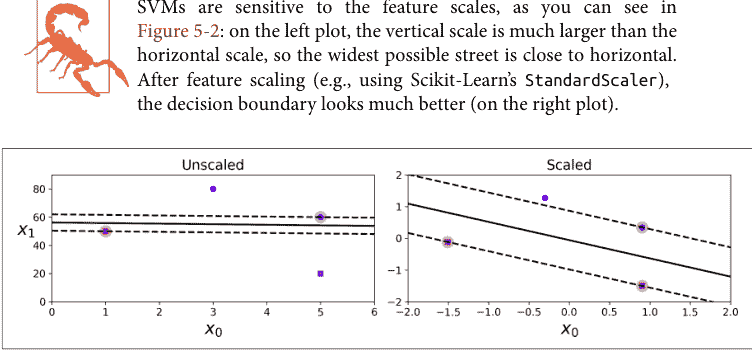 SVMs are sensitive to the feature scales, as you can see in
Figure 5-2: on the left plot, the vertical scale is much larger than the
horizontal scale, so the widest possible street is close to horizontal.
After feature scaling (e.g., using Scikit-Learn’s StandardScaler),
the decision boundary looks much better (on the right plot).
Unscaled
80
60
40
20
0
x1
0 1 2 3 4 5 6
x0
Scaled
2
1
0
−1
−2
−2.0 −1.5 −1.0 −0.5 0.0 0.5 1.0 1.5 2.0
x0